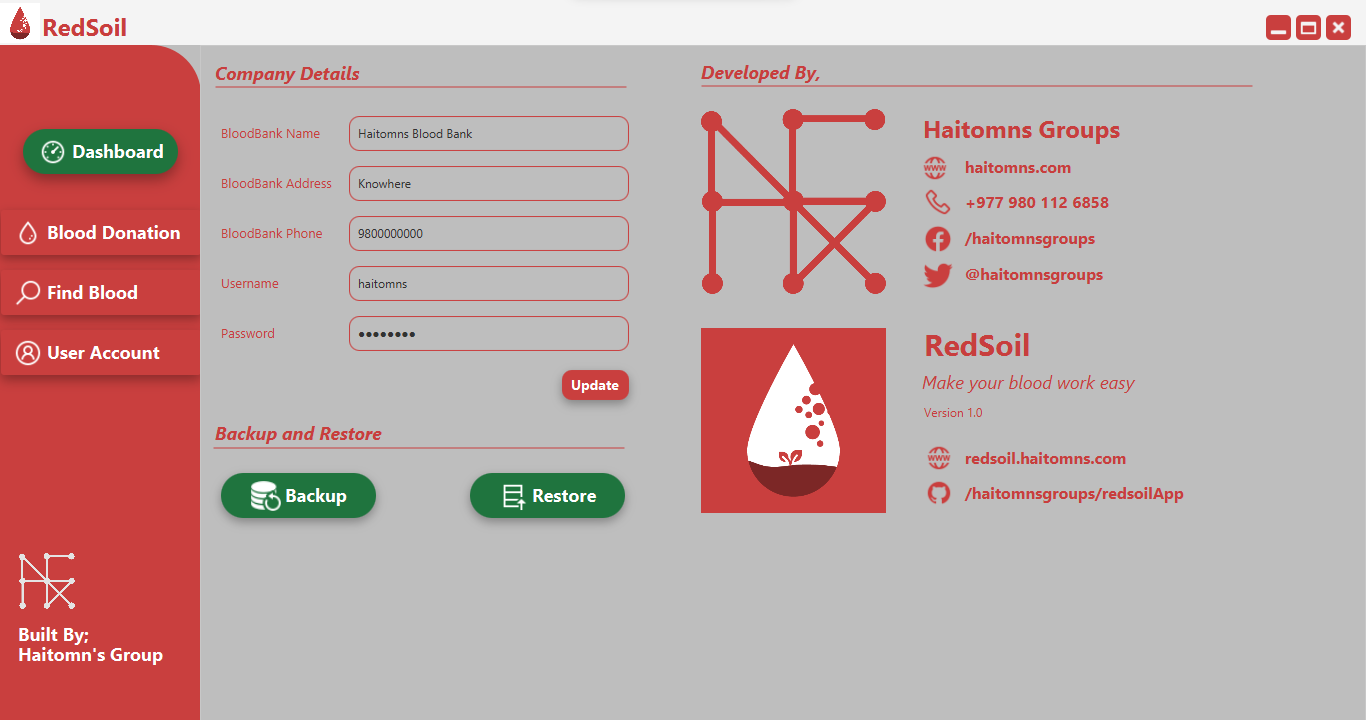 RedSoil
Dashboard
Blood Donation
Find Blood
User Account
Built By;
Haitomn's Group
Company Details
BloodBank Name
Haitomns Blood Bank
BloodBank Address
Knowhere
BloodBank Phone
9800000000
Username
haitomns
Password
●●●●●●●●
Update
Backup and Restore
Backup
Restore
Developed By,
Haitomns Groups
www
haitomns.com
+977 980 112 6858
/haitomnsgroups
@haitomnsgroups
RedSoil
Make your blood work easy
Version 1.0
www
redsoil.haitomns.com
/haitomnsgroups/redsoilApp